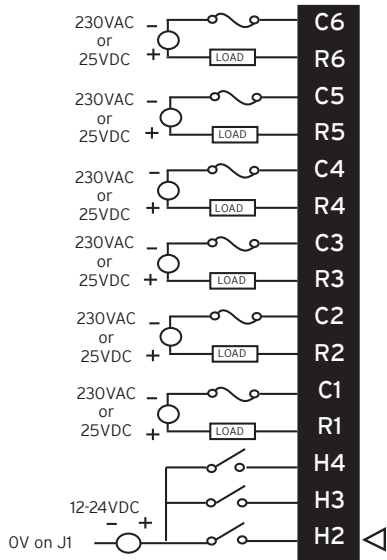 C6
230VAC -
or
25VDC +
LOAD
R6
C5
230VAC -
or
25VDC +
LOAD
R5
C4
230VAC -
or
25VDC +
LOAD
R4
C3
230VAC -
or
25VDC +
LOAD
R3
C2
230VAC -
or
25VDC +
LOAD
R2
C1
230VAC -
or
25VDC +
LOAD
R1
H4
H3
12-24VDC
- +
0V on J1
H2